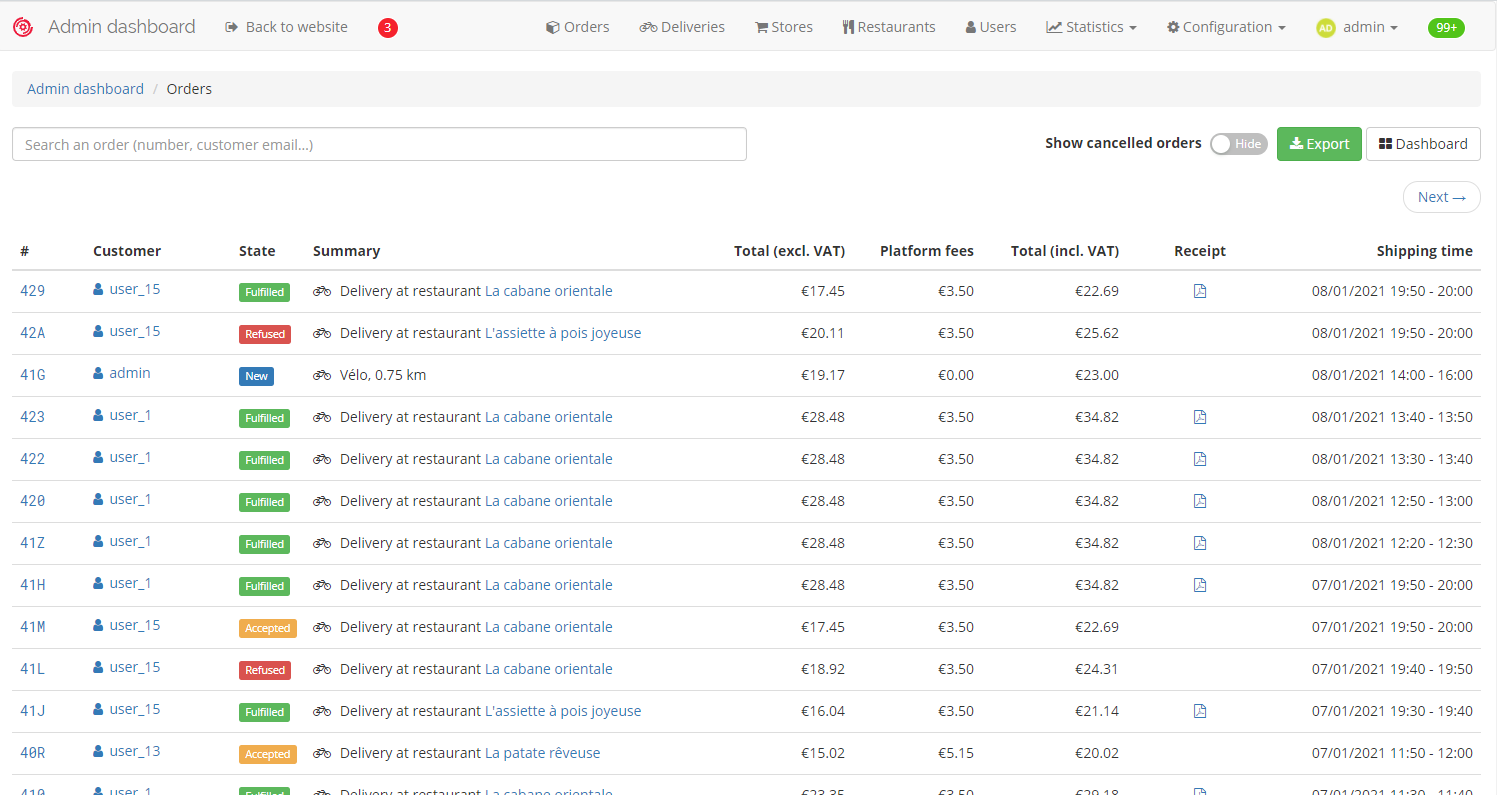 Admin dashboard Back to website 3 Orders Deliveries Stores Restaurants Users Statistics Configuration AD admin 99+
Admin dashboard / Orders
Search an order (number, customer email...) Show cancelled orders Hide Export Dashboard
Next →
# Customer State Summary Total (excl. VAT) Platform fees Total (incl. VAT) Receipt Shipping time
429 user_15 Fulfilled Delivery at restaurant La cabane orientale €17.45 €3.50 €22.69 08/01/2021 19:50 - 20:00
42A user_15 Refused Delivery at restaurant L'assiette à pois joyeuse €20.11 €3.50 €25.62 08/01/2021 19:50 - 20:00
41G admin New Vélo, 0.75 km €19.17 €0.00 €23.00 08/01/2021 14:00 - 16:00
423 user_1 Fulfilled Delivery at restaurant La cabane orientale €28.48 €3.50 €34.82 08/01/2021 13:40 - 13:50
422 user_1 Fulfilled Delivery at restaurant La cabane orientale €28.48 €3.50 €34.82 08/01/2021 13:30 - 13:40
420 user_1 Fulfilled Delivery at restaurant La cabane orientale €28.48 €3.50 €34.82 08/01/2021 12:50 - 13:00
41Z user_1 Fulfilled Delivery at restaurant La cabane orientale €28.48 €3.50 €34.82 08/01/2021 12:20 - 12:30
41H user_1 Fulfilled Delivery at restaurant La cabane orientale €28.48 €3.50 €34.82 07/01/2021 19:50 - 20:00
41M user_15 Accepted Delivery at restaurant La cabane orientale €17.45 €3.50 €22.69 07/01/2021 19:50 - 20:00
41L user_15 Refused Delivery at restaurant La cabane orientale €18.92 €3.50 €24.31 07/01/2021 19:40 - 19:50
41J user_15 Fulfilled Delivery at restaurant L'assiette à pois joyeuse €16.04 €3.50 €21.14 07/01/2021 19:30 - 19:40
40R user_13 Accepted Delivery at restaurant La patate rêveuse €15.02 €5.15 €20.02 07/01/2021 11:50 - 12:00
user_1 Fulfilled Delivery at restaurant La cabane orientale €23.35 €3.50 €29.18 07/01/2021 11:30 - 11:40